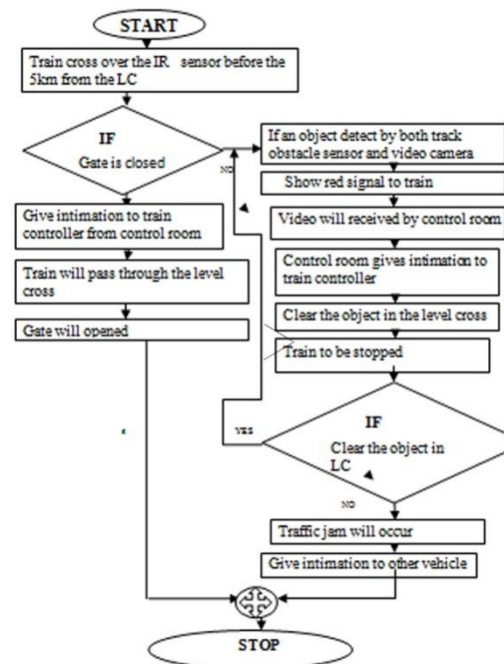 START
Train cross over the IR sensor before the
5km from the LC
IF
Gate is closed
NO
Give intimation to train
controller from control room
Train will pass through the level
cross
Gate will opened
If an object detect by both track
obstacle sensor and video camera
Show red signal to train
Video will received by control room
Control room gives intimation to
train controller
Clear the object in the level cross
Train to be stopped
IF
Clear the object in
LC
YES
NO
Traffic jam will occur
Give intimation to other vehicle
STOP